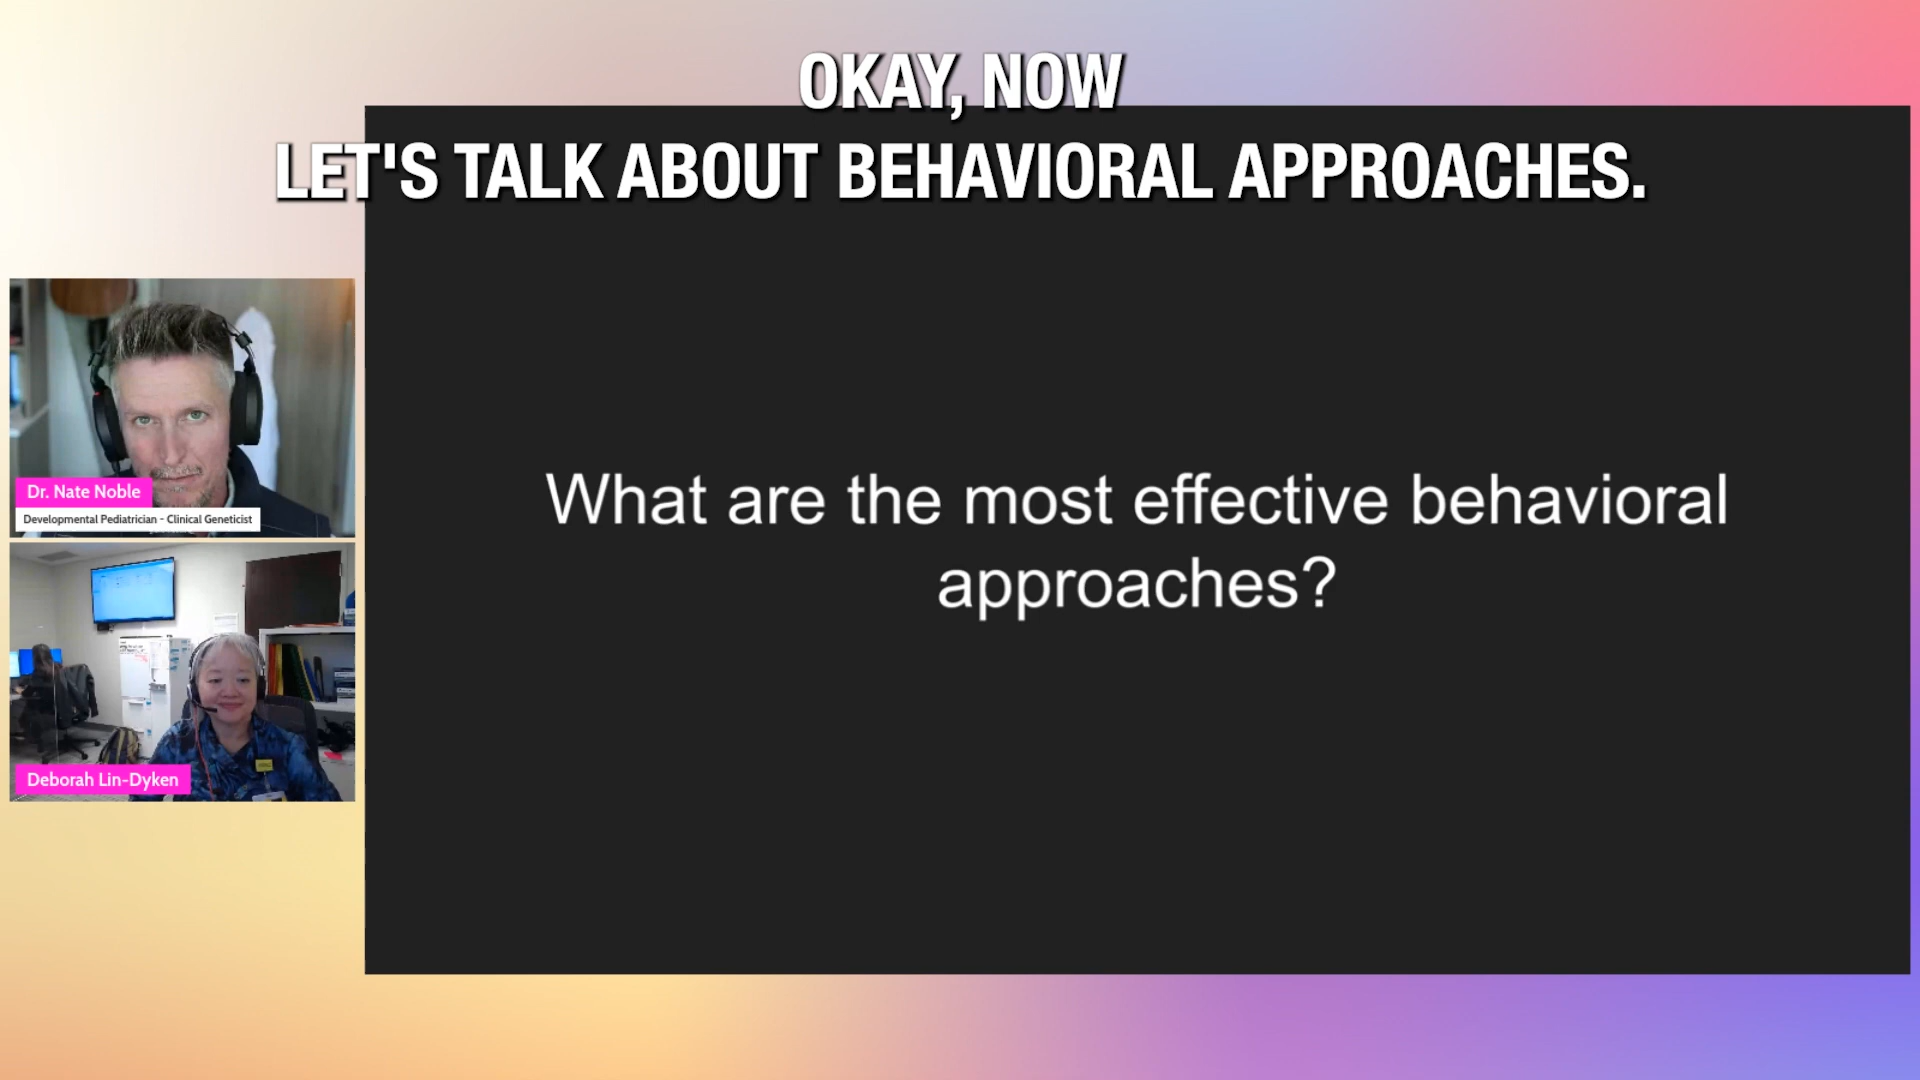 OKAY, NOW
LET'S TALK ABOUT BEHAVIORAL APPROACHES.
What are the most effective behavioral
approaches?
Dr. Nate Noble
Developmental Pediatrician - Clinical Geneticist
Deborah Lin-Dyken